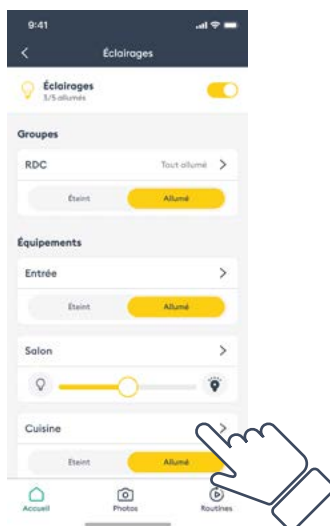 9:41
Éclairages
Éclairages
3/5 allumés
Groupes
RDC Tout allumé
Éteint Allumé
Équipements
Entrée
Éteint Allumé
Salon
Cuisine
Éteint Allumé
Accueil Photos Routines